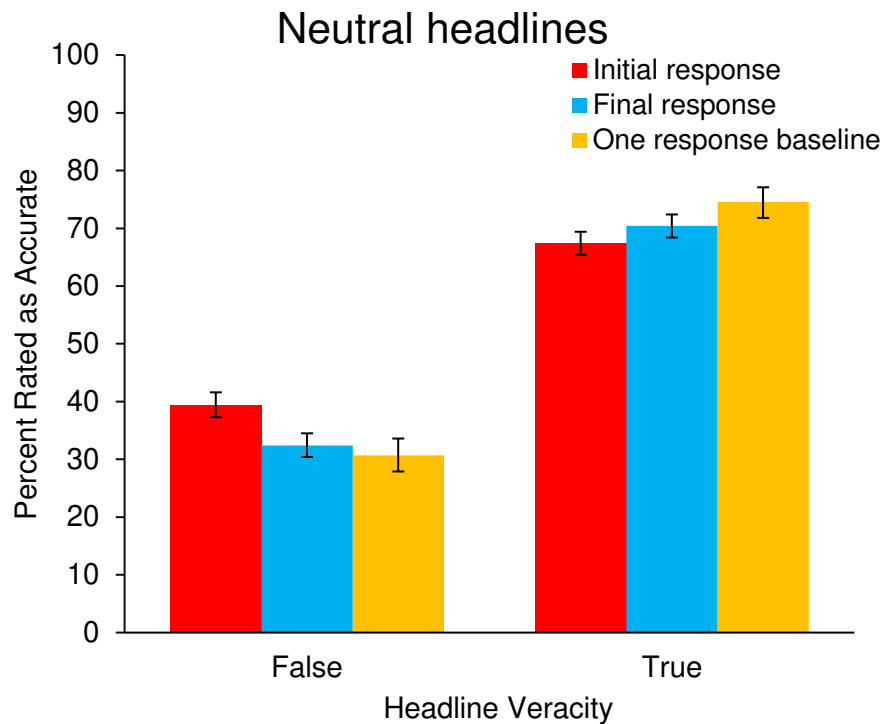 Neutral headlines
Initial response
Final response
One response baseline
Percent Rated as Accurate
100
90
80
70
60
50
40
30
20
10
0
False
True
Headline Veracity